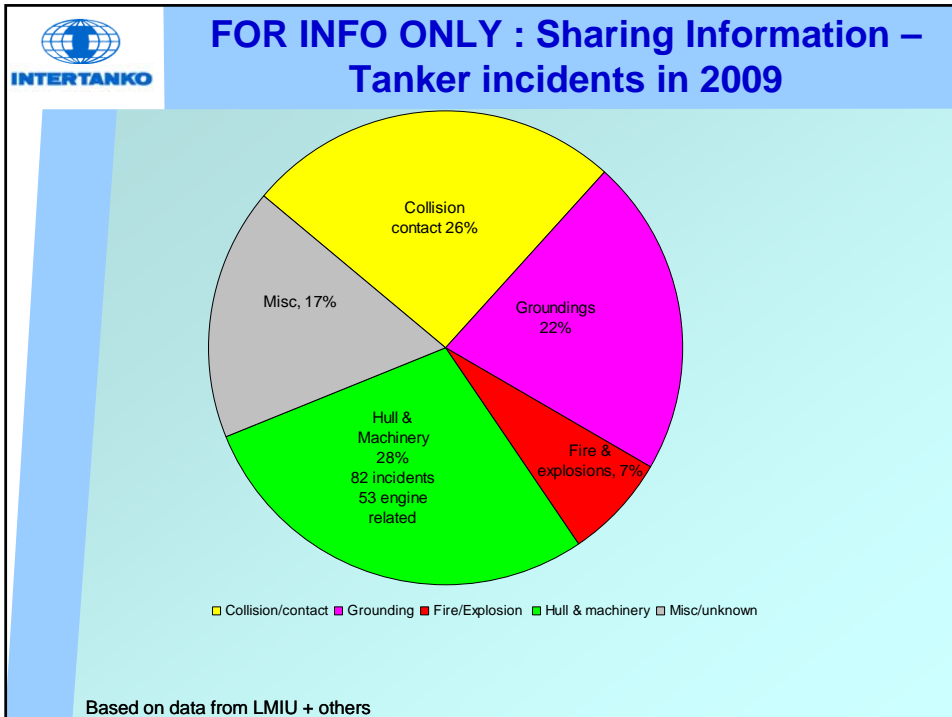 INTERTANKO
FOR INFO ONLY : Sharing Information –
Tanker incidents in 2009
Collision
contact 26%
Groundings
22%
Misc, 17%
Hull &
Machinery
28%
82 incidents
53 engine
related
Fire &
explosions, 7%
Collision/contact Grounding Fire/Explosion Hull & machinery Misc/unknown
Based on data from LMIU + others